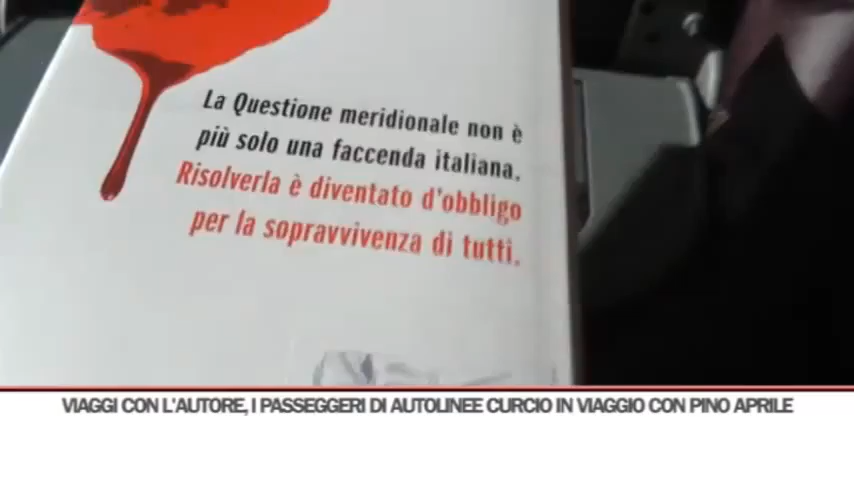 La Questione meridionale non è
più solo una faccenda italiana.
Risolverla è diventato d'obbligo
per la sopravvivenza di tutti.
VIAGGI CON L'AUTORE, I PASSEGGERI DI AUTOLINEE CURCIO IN VIAGGIO CON PINO APRILE